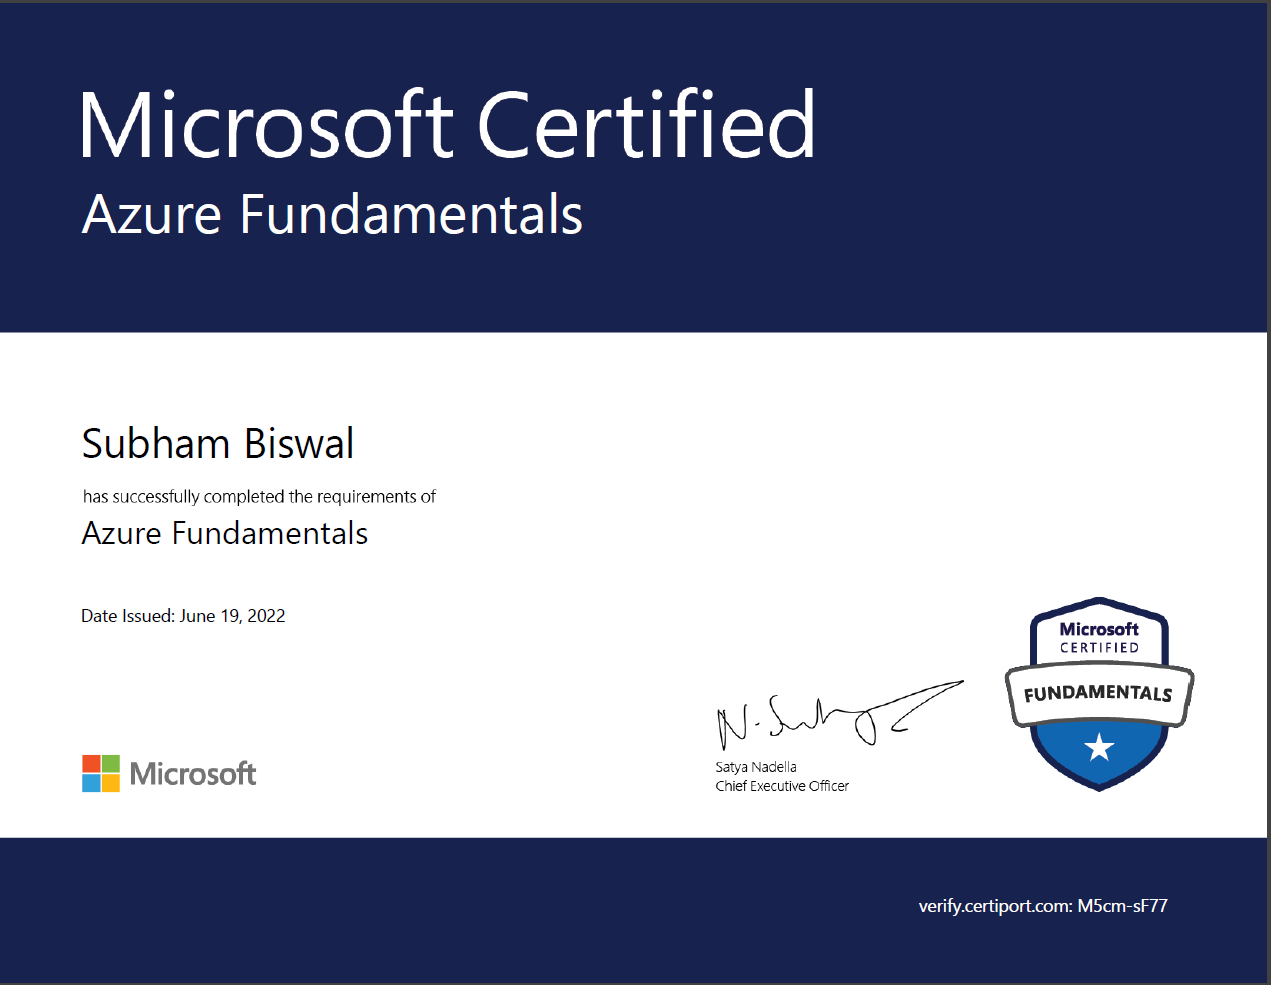 Microsoft Certified
Azure Fundamentals
Subham Biswal
has successfully completed the requirements of
Azure Fundamentals
Date Issued: June 19, 2022
Microsoft
CERTIFIED
FUNDAMENTALS
Satya Nadella
Chief Executive Officer
Microsoft
verify.certiport.com: M5cm-sF77